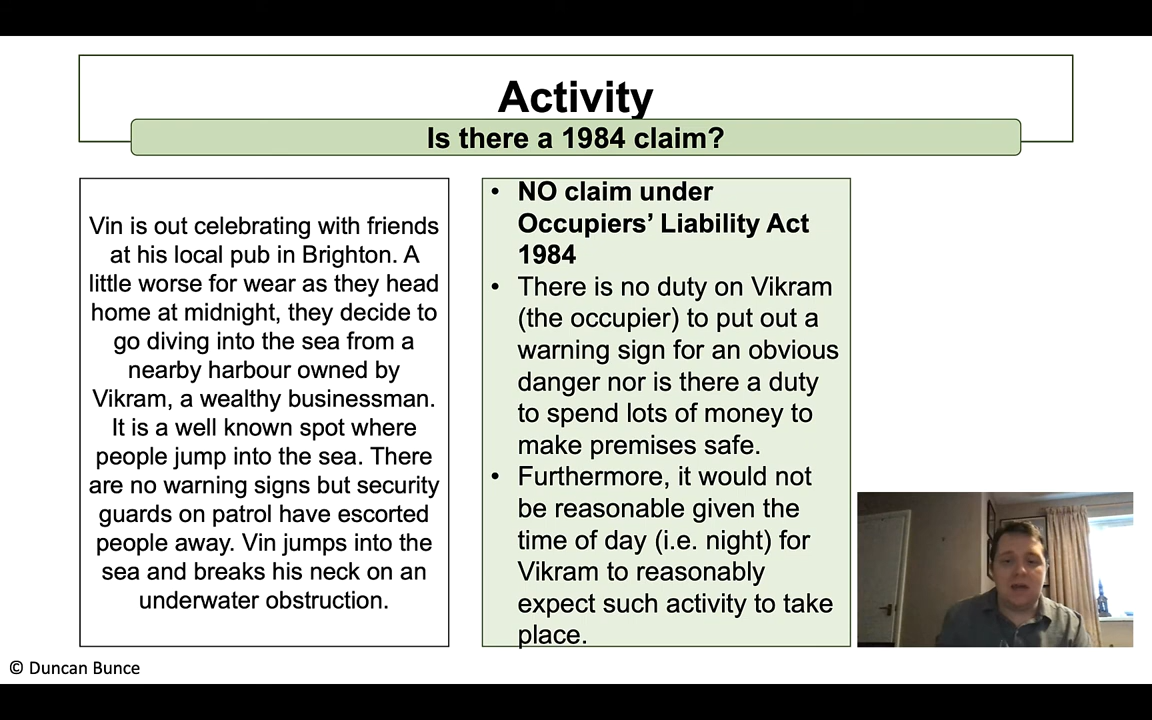 Activity
Is there a 1984 claim?
Vin is out celebrating with friends
at his local pub in Brighton. A
little worse for wear as they head
home at midnight, they decide to
go diving into the sea from a
nearby harbour owned by
Vikram, a wealthy businessman.
It is a well known spot where
people jump into the sea. There
are no warning signs but security
guards on patrol have escorted
people away. Vin jumps into the
sea and breaks his neck on an
underwater obstruction.
• NO claim under
Occupiers’ Liability Act
1984
• There is no duty on Vikram
(the occupier) to put out a
warning sign for an obvious
danger nor is there a duty
to spend lots of money to
make premises safe.
• Furthermore, it would not
be reasonable given the
time of day (i.e. night) for
Vikram to reasonably
expect such activity to take
place.
© Duncan Bunce